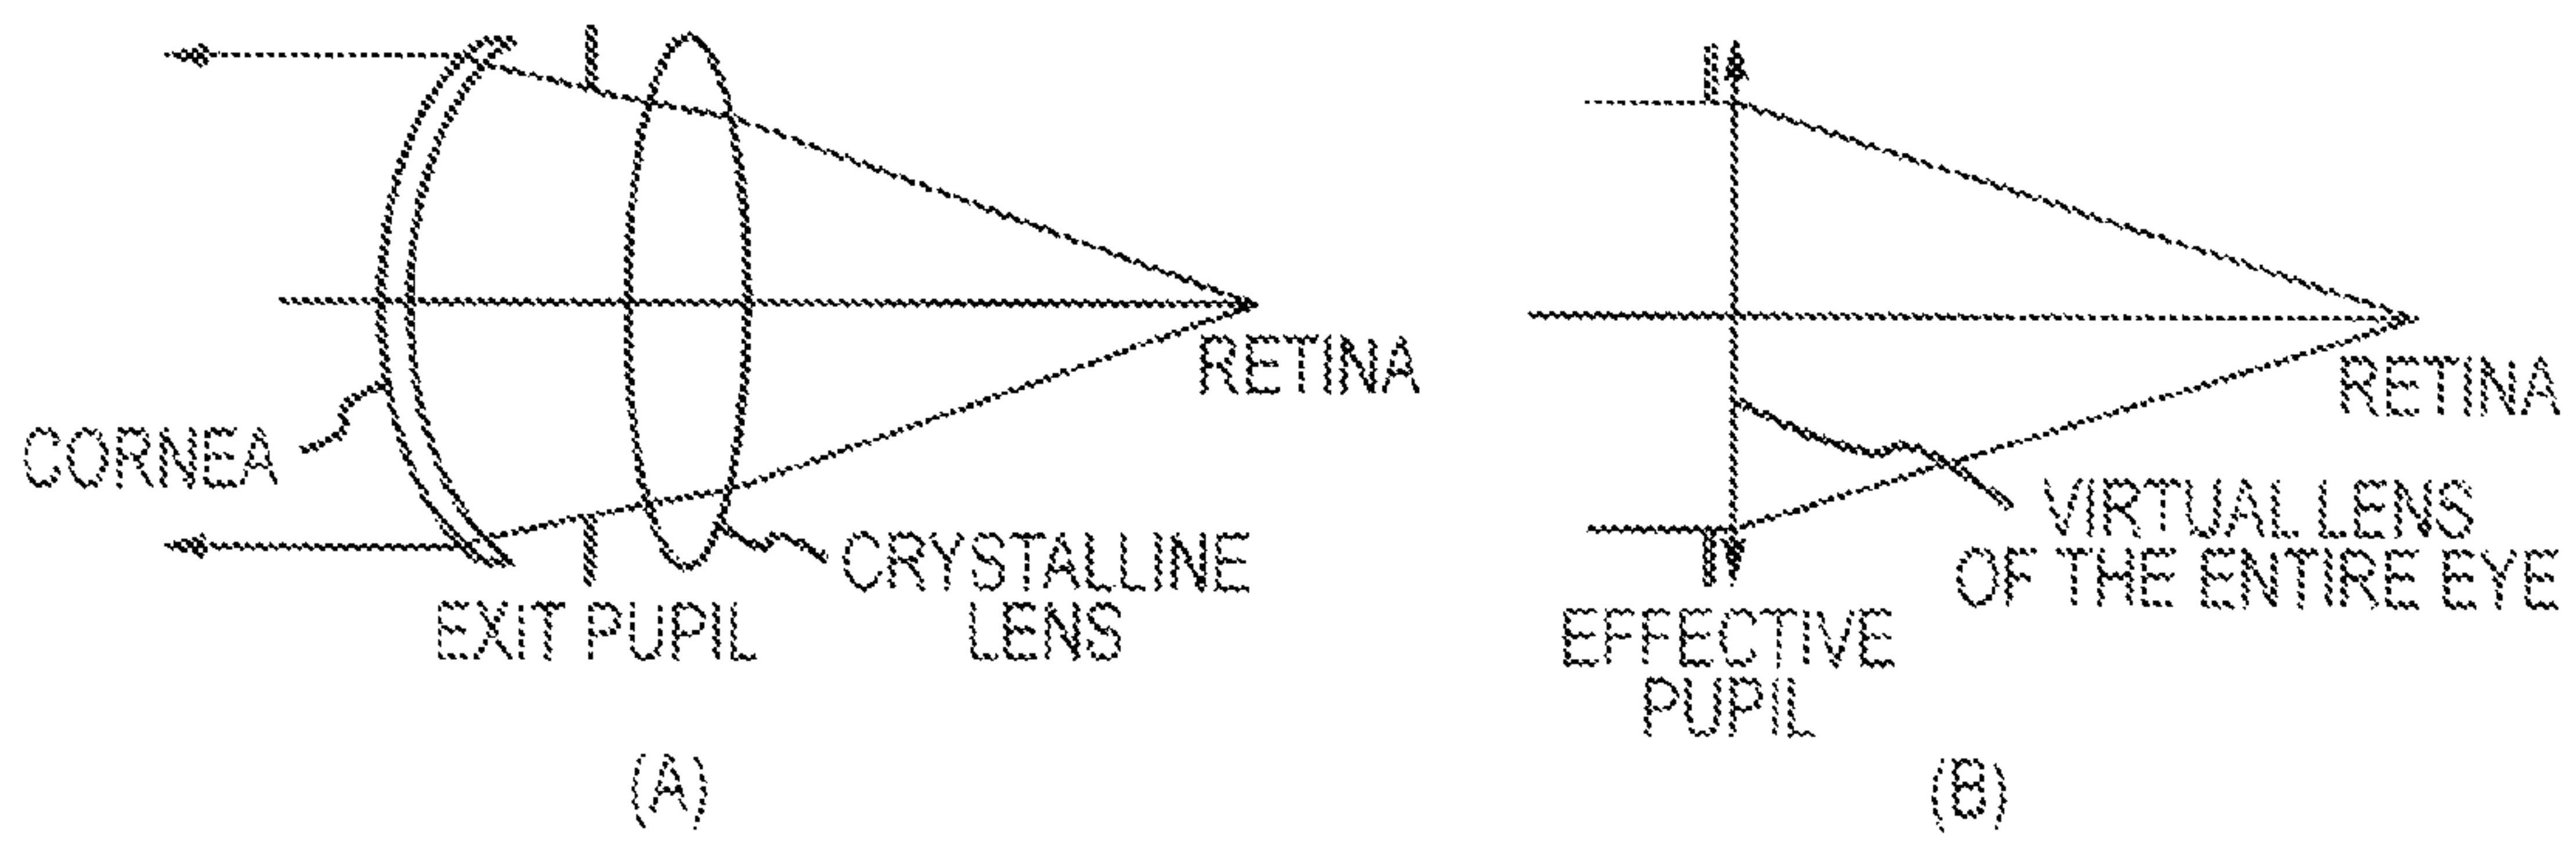 CORNEA
EXIT PUPIL
CRYSTALLINE
LENS
RETINA
(A)
EFFECTIVE
PUPIL
VIRTUAL LENS
OF THE ENTIRE EYE
RETINA
(B)